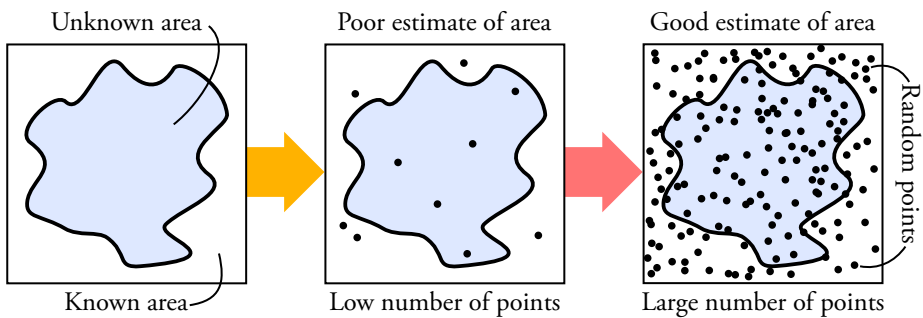 Unknown area
Poor estimate of area
Good estimate of area
Random points
Known area
Low number of points
Large number of points